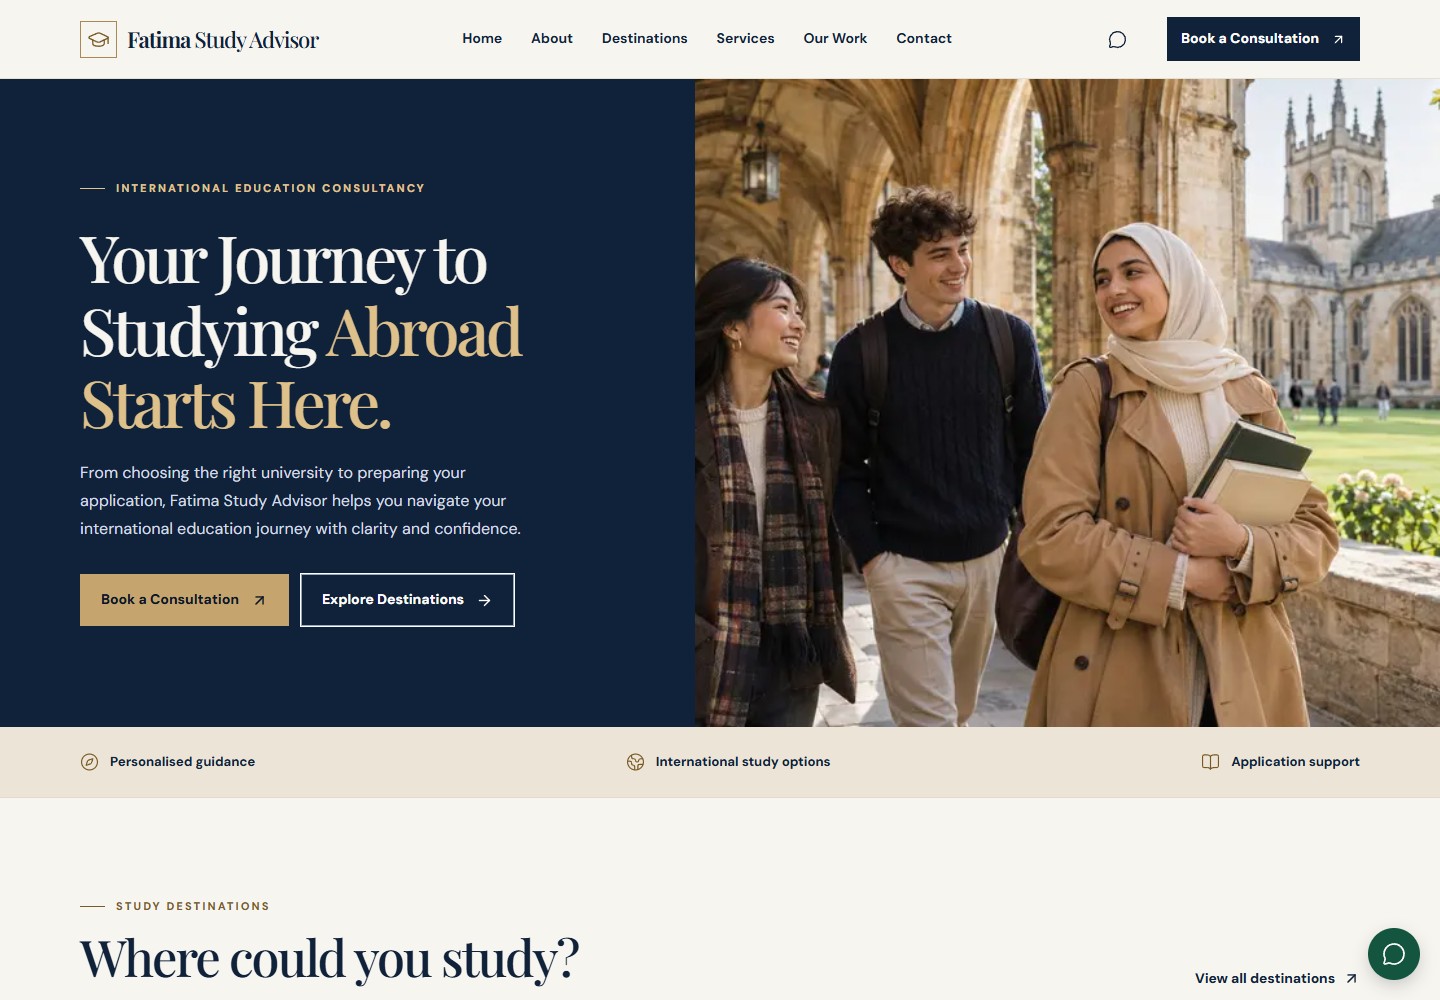 Fatima Study Advisor
Home
About
Destinations
Services
Our Work
Contact
Book a Consultation
INTERNATIONAL EDUCATION CONSULTANCY
Your Journey to
Studying Abroad
Starts Here.
From choosing the right university to preparing your
application, Fatima Study Advisor helps you navigate your
international education journey with clarity and confidence.
Book a Consultation
Explore Destinations
Personalised guidance
International study options
Application support
STUDY DESTINATIONS
Where could you study?
View all destinations